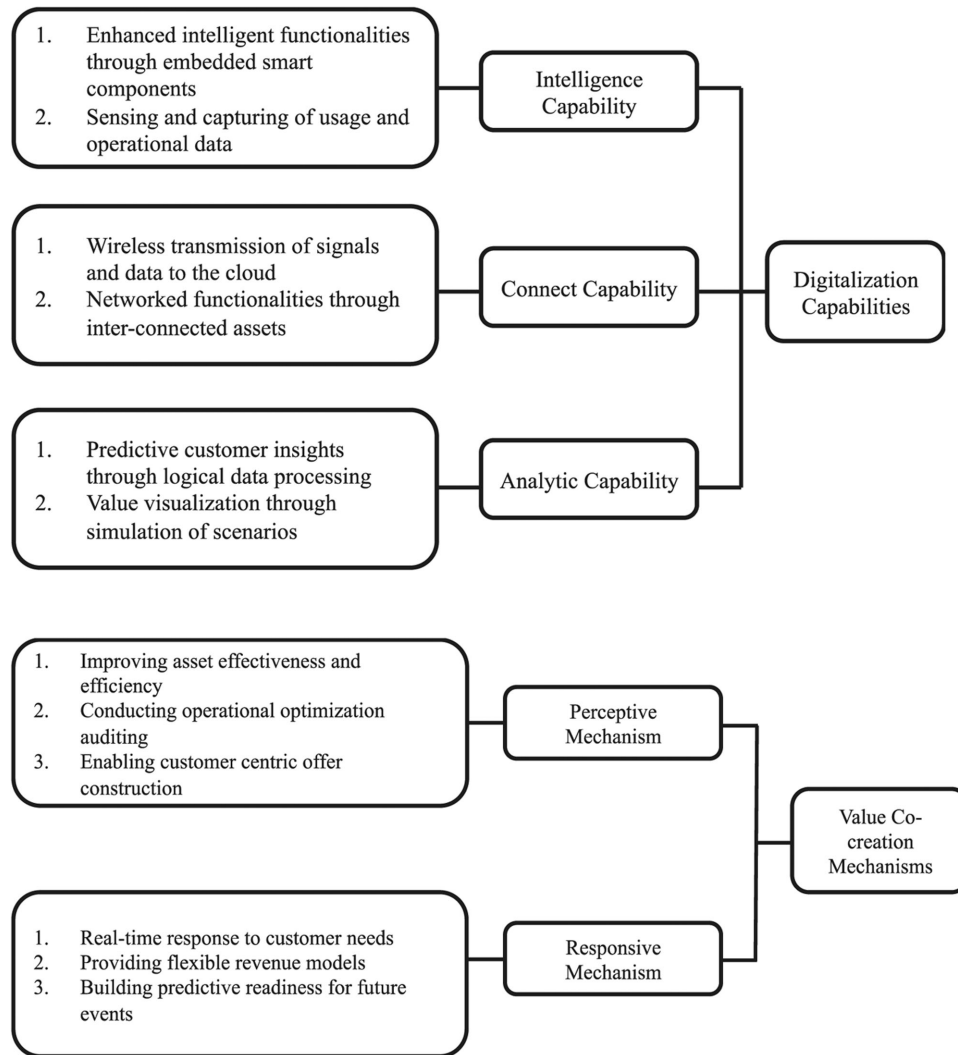 1. Enhanced intelligent functionalities
through embedded smart
components
2. Sensing and capturing of usage and
operational data
Intelligence
Capability
1. Wireless transmission of signals
and data to the cloud
2. Networked functionalities through
inter-connected assets
Connect Capability
Digitalization
Capabilities
1. Predictive customer insights
through logical data processing
2. Value visualization through
simulation of scenarios
Analytic Capability
1. Improving asset effectiveness and
efficiency
2. Conducting operational optimization
auditing
3. Enabling customer centric offer
construction
Perceptive
Mechanism
Value Co-
creation
Mechanisms
1. Real-time response to customer needs
2. Providing flexible revenue models
3. Building predictive readiness for future
events
Responsive
Mechanism